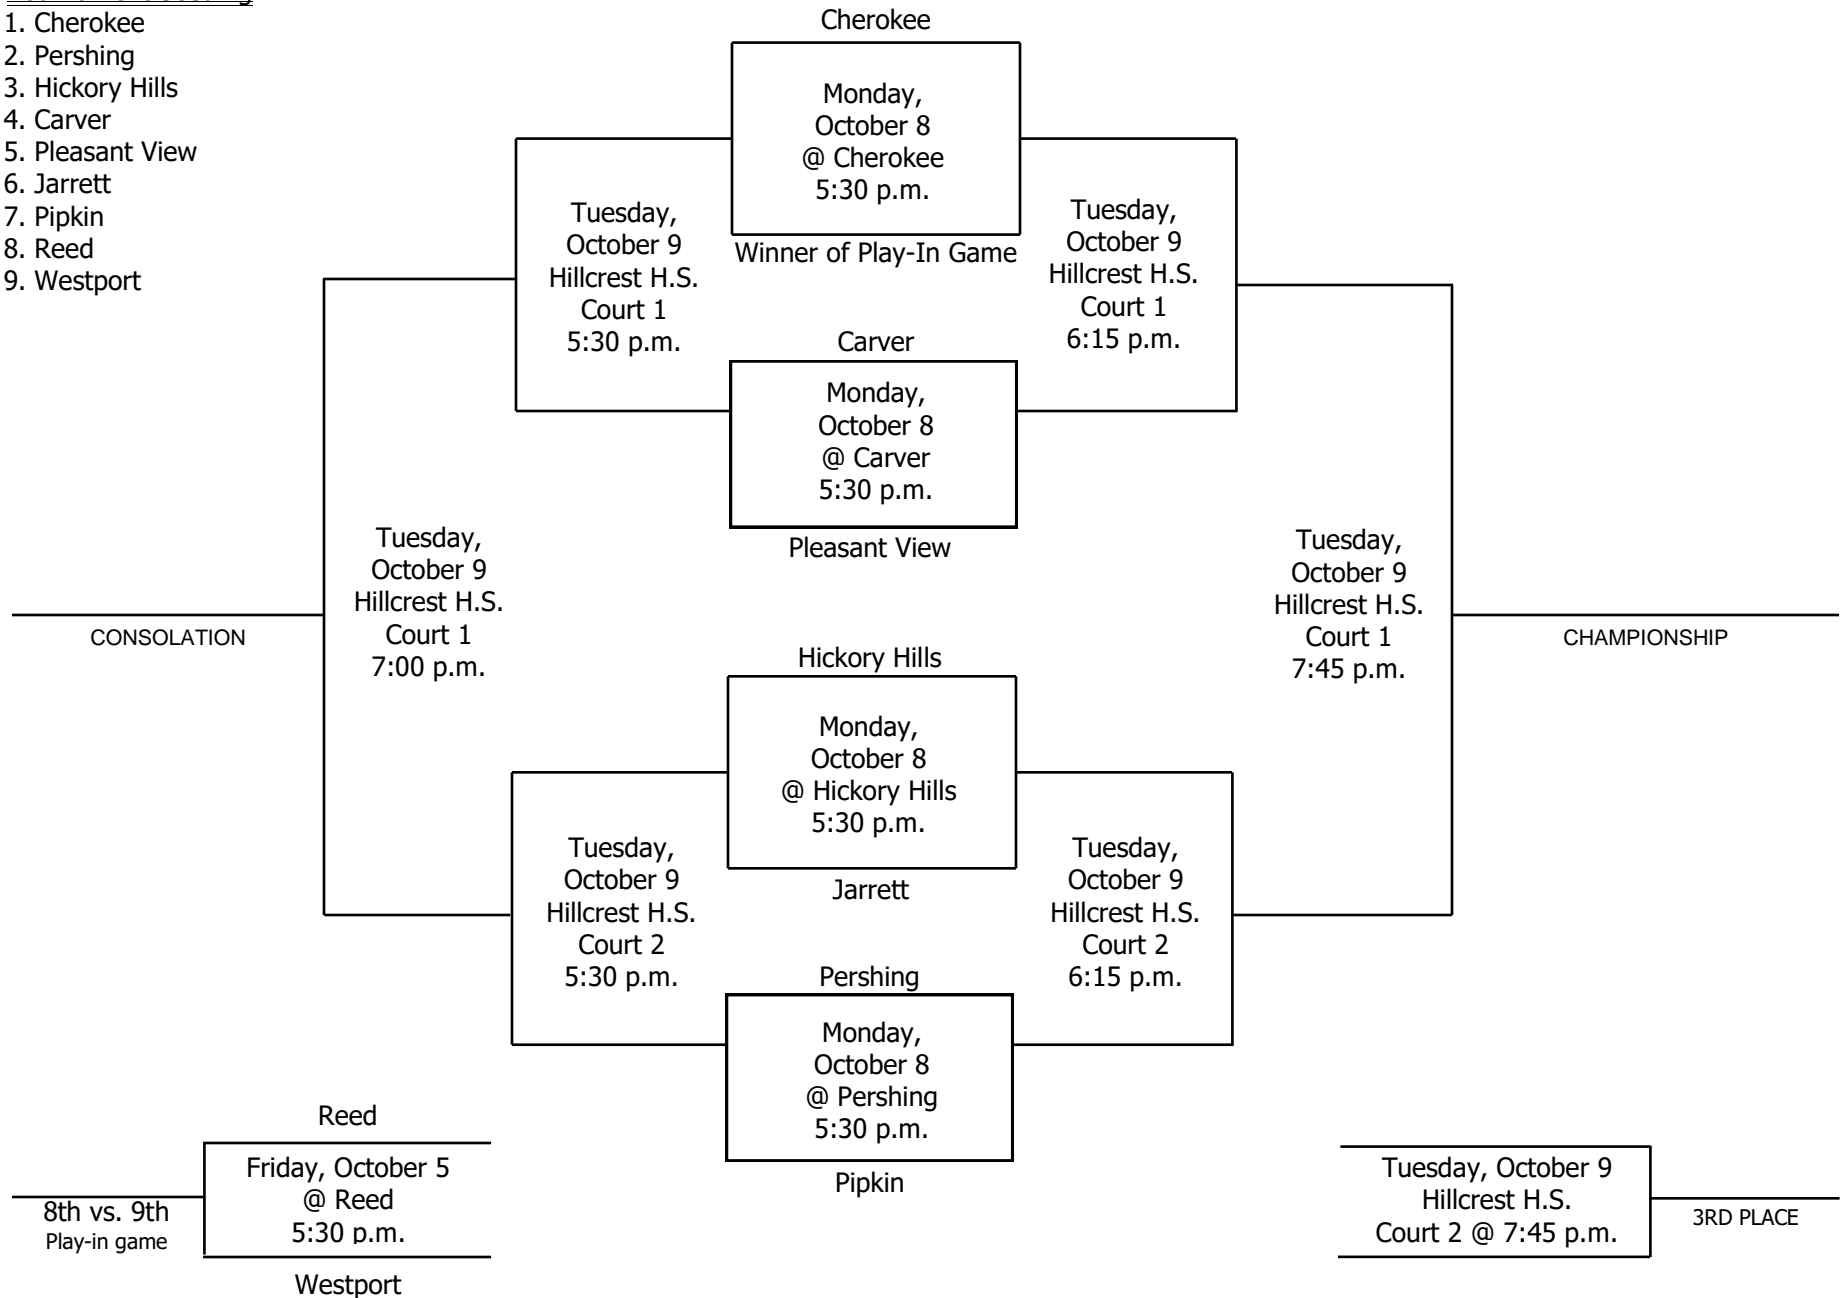 1. Cherokee
2. Pershing
3. Hickory Hills
4. Carver
5. Pleasant View
6. Jarrett
7. Pipkin
8. Reed
9. Westport
Cherokee
Monday,
October 8
@ Cherokee
5:30 p.m.
Winner of Play-In Game
Tuesday,
October 9
Hillcrest H.S.
Court 1
5:30 p.m.
Tuesday,
October 9
Hillcrest H.S.
Court 1
6:15 p.m.
Carver
Monday,
October 8
@ Carver
5:30 p.m.
Pleasant View
Tuesday,
October 9
Hillcrest H.S.
Court 1
7:00 p.m.
CONSOLATION
Tuesday,
October 9
Hillcrest H.S.
Court 1
7:45 p.m.
CHAMPIONSHIP
Hickory Hills
Monday,
October 8
@ Hickory Hills
5:30 p.m.
Jarrett
Tuesday,
October 9
Hillcrest H.S.
Court 2
5:30 p.m.
Tuesday,
October 9
Hillcrest H.S.
Court 2
6:15 p.m.
Pershing
Monday,
October 8
@ Pershing
5:30 p.m.
Pipkin
Reed
Friday, October 5
@ Reed
5:30 p.m.
8th vs. 9th
Play-in game
Westport
Tuesday, October 9
Hillcrest H.S.
Court 2 @ 7:45 p.m.
3RD PLACE